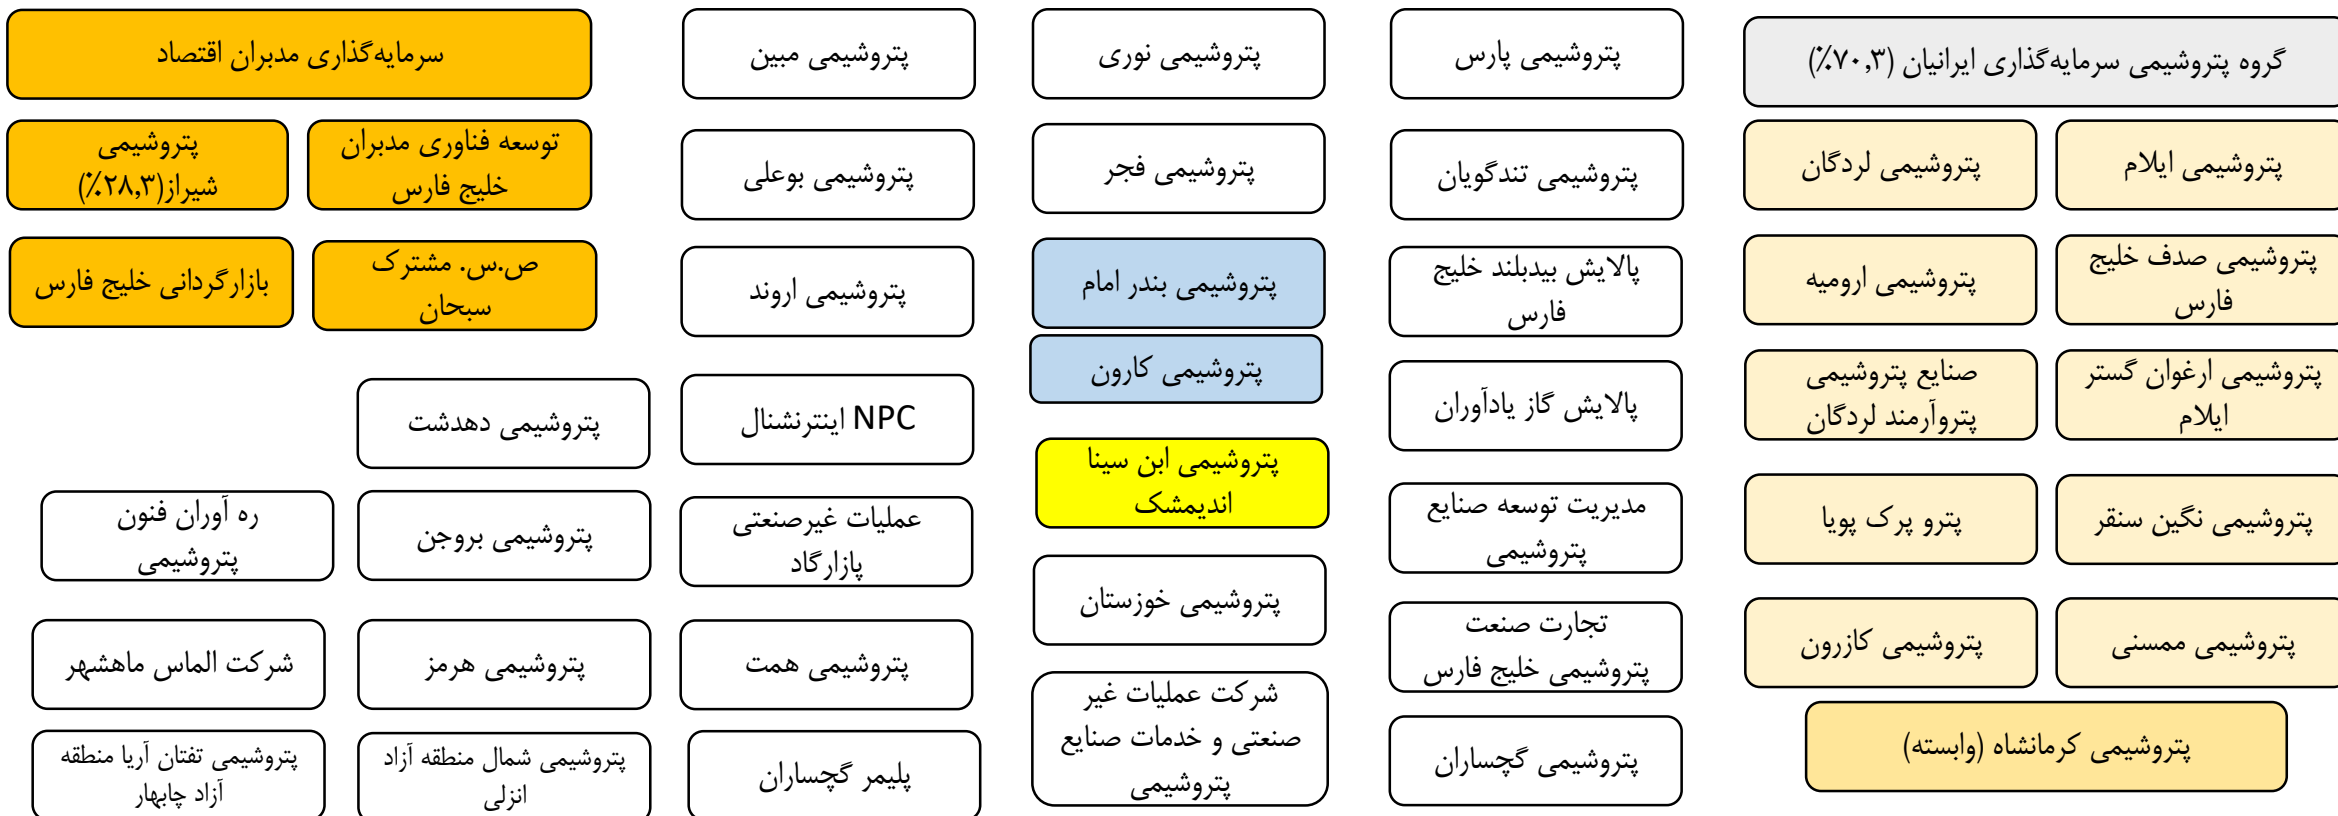 گروه پتروشیمی سرمایه‌گذاری ایرانیان (۷۰,۳٪)
پتروشیمی ایلام
پتروشیمی لردگان
پتروشیمی صدف خلیج
فارس
پتروشیمی ارومیه
پتروشیمی ارغوان گستر
ایلام
صنایع پتروشیمی
پتروآرمند لردگان
پتروشیمی نگین سنقر
پترو پرک پویا
پتروشیمی ممسنی
پتروشیمی کازرون
پتروشیمی کرمانشاه (وابسته)
پتروشیمی پارس
پتروشیمی تندگویان
پالایش بیدبلند خلیج
فارس
پالایش گاز یادآوران
مدیریت توسعه صنایع
پتروشیمی
تجارت صنعت
پتروشیمی خلیج فارس
پتروشیمی گچساران
پتروشیمی نوری
پتروشیمی فجر
پتروشیمی بندر امام
پتروشیمی کارون
پتروشیمی ابن سینا
اندیمشک
پتروشیمی خوزستان
شرکت عملیات غیر
صنعتی و خدمات صنایع
پتروشیمی
پتروشیمی مبین
پتروشیمی بوعلی
پتروشیمی اروند
NPC اینترنشنال
عملیات غیرصنعتی
پازارگاد
پتروشیمی همت
پلیمر گچساران
سرمایه‌گذاری مدبران اقتصاد
توسعه فناوری مدبران
خلیج فارس
پتروشیمی
شیراز(۲۸,۳٪)
ص.س. مشترک
سبحان
بازارگردانی خلیج فارس
پتروشیمی دهدشت
پتروشیمی بروجن
ره آوران فنون
پتروشیمی
پتروشیمی هرمز
شرکت الماس ماهشهر
پتروشیمی شمال منطقه آزاد
انزلی
پتروشیمی تفتان آریا منطقه
آزاد چابهار